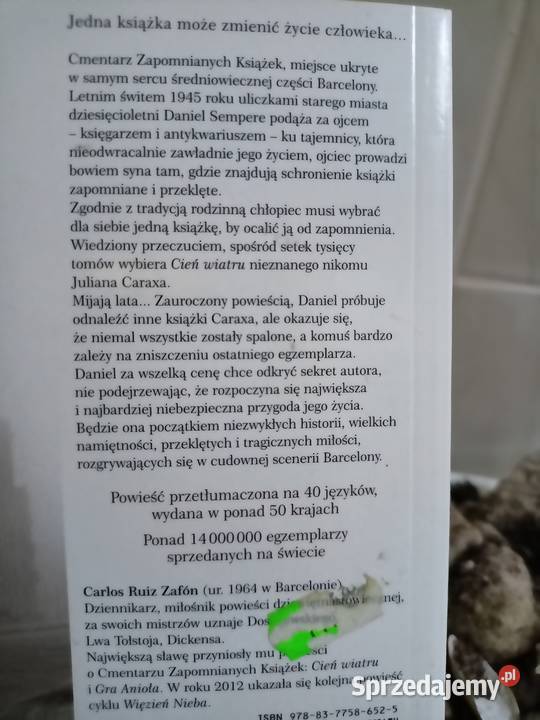 Jedna książka może zmienić życie człowieka...
Cmentarz Zapomnianych Książek, miejsce ukryte
w samym sercu średniowiecznej części Barcelony.
Letnim świtem 1945 roku uliczkami starego miasta
dziesięcioletni Daniel Sempere podąża za ojcem
– księgarzem i antykwariuszem – ku tajemnicy, która
nieodwracalnie zawładnie jego życiem, ojciec prowadzi
bowiem syna tam, gdzie znajdują schronienie książki
zapomniane i przeklęte.
Zgodnie z tradycją rodzinną chłopiec musi wybrać
dla siebie jedną książkę, by ocalić ją od zapomnienia.
Wiedziony przeczuciem, spośród setek tysięcy
tomów wybiera Cień wiatru nieznanego nikomu
Juliana Caraxa.
Mijają lata... Zauroczony powieścią, Daniel próbuje
odnaleźć inne książki Caraxa, ale okazuje się,
że niemal wszystkie zostały spalone, a komuś bardzo
zależy na zniszczeniu ostatniego egzemplarza.
Daniel za wszelką cenę chce odkryć sekret autora,
nie podejrzewając, że rozpoczyna się największa
i najbardziej niebezpieczna przygoda jego życia.
Będzie ona początkiem niezwykłych historii, wielkich
namiętności, przeklętych i tragicznych miłości,
rozgrywających się w cudownej scenerii Barcelony.
Powieść przetłumaczona na 40 języków,
wydana w ponad 50 krajach
Ponad 14 000 000 egzemplarzy
sprzedanych na świecie
Carlos Ruiz Zafón (ur. 1964 w Barcelonie)
Dziennikarz, miłośnik powieści
za swoich mistrzów uznaje
Lwa Tołstoja, Dickensa.
Największą sławę przyniosły mu
o Cmentarzu Zapomnianych Książek: Cień wiatru
i Gra Anioła. W roku 2012 ukazała się kolejna powieść
cyklu Więzień Nieba.
ISBN 978-83-7758-652-5
Sprzedajemy.pl